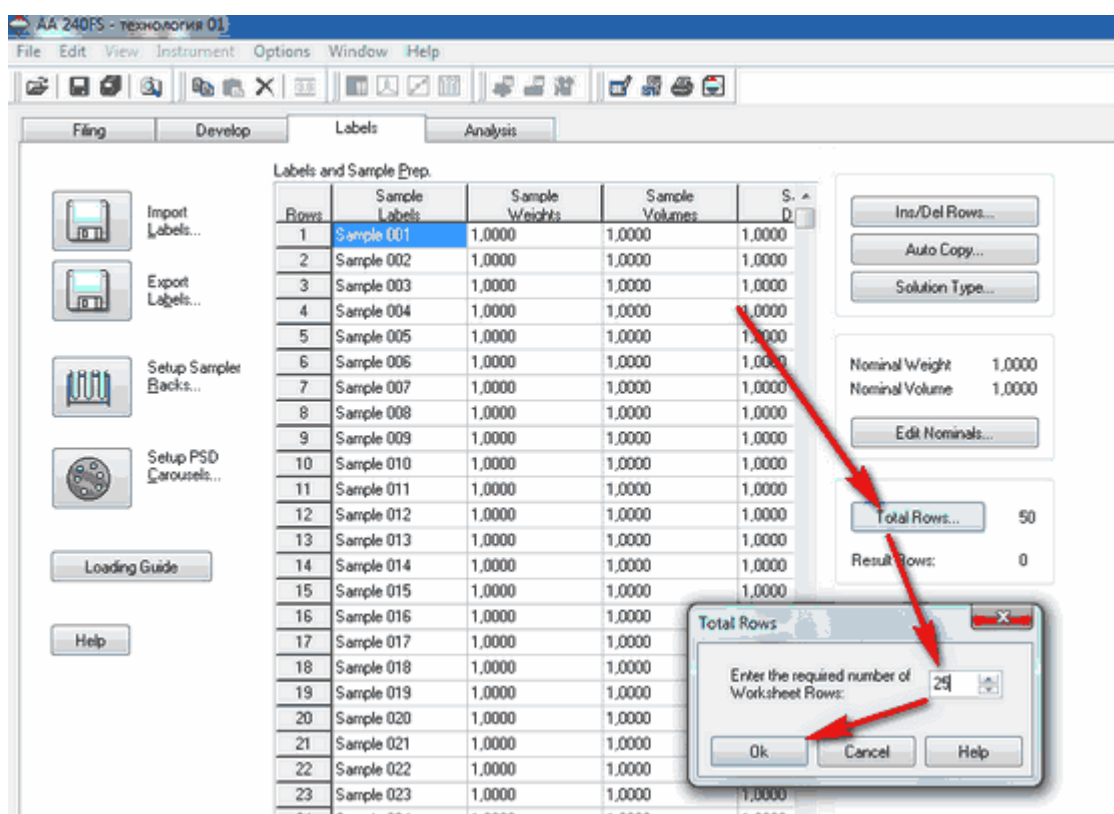 AA 240FS - технология 01
File Edit View Instrument Options Window Help
Filing Develop Labels Analysis
Labels and Sample Prep.
Import
Labels...
Export
Labels...
Setup Sampler
Racks...
Setup PSD
Carousels...
Loading Guide
Help
Rows Sample Labels Sample Weights Sample Volumes S. D
1 Sample 001 1,0000 1,0000 1,0000
2 Sample 002 1,0000 1,0000 1,0000
3 Sample 003 1,0000 1,0000 1,0000
4 Sample 004 1,0000 1,0000 1,0000
5 Sample 005 1,0000 1,0000 1,0000
6 Sample 006 1,0000 1,0000 1,0000
7 Sample 007 1,0000 1,0000 1,0000
8 Sample 008 1,0000 1,0000 1,0000
9 Sample 009 1,0000 1,0000 1,0000
10 Sample 010 1,0000 1,0000 1,0000
11 Sample 011 1,0000 1,0000 1,0000
12 Sample 012 1,0000 1,0000 1,0000
13 Sample 013 1,0000 1,0000 1,0000
14 Sample 014 1,0000 1,0000 1,0000
15 Sample 015 1,0000 1,0000 1,0000
16 Sample 016 1,0000 1,0000
17 Sample 017 1,0000 1,0000
18 Sample 018 1,0000 1,0000
19 Sample 019 1,0000 1,0000
20 Sample 020 1,0000 1,0000
21 Sample 021 1,0000 1,0000
22 Sample 022 1,0000 1,0000
23 Sample 023 1,0000 1,0000 1,0000
Ins/Del Rows...
Auto Copy...
Solution Type...
Nominal Weight 1,0000
Nominal Volume 1,0000
Edit Nominals...
Total Rows... 50
Result Rows: 0
Total Rows
Enter the required number of
Worksheet Rows:
25
Ok Cancel Help